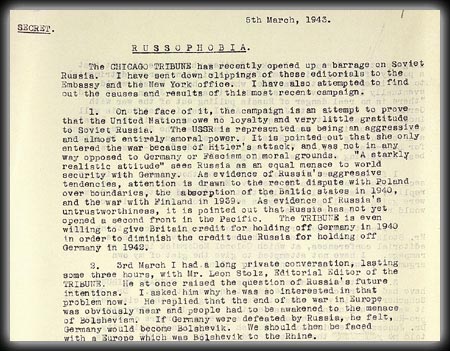 5th March, 1943.
SECRET.
RUSSOPHOBIA.
The CHICAGO TRIBUNE has recently opened up a barrage on Soviet
Russia. I have sent down clippings of these editorials to the
Embassy and the New York office. I have also attempted to find
out the causes and results of this most recent campaign.
1. On the face of it, the campaign is an attempt to prove
that the United Nations owe no loyalty and very little gratitude
to Soviet Russia. The USSR is represented as being an aggressive
and almost entirely amoral power. It is pointed out that she only
entered the war because of Hitler's attack, and was not in any
way opposed to Germany or Fascism on moral grounds. "A starkly
realistic attitude" sees Russia as an equal menace to world
security with Germany. As evidence of Russia's aggressive
tendencies, attention is drawn to the recent dispute with Poland
over boundaries, the absorption of the Baltic states in 1940,
and the war with Finland in 1939. As evidence of Russia's
untrustworthiness, it is pointed out that Russia has not yet
opened a second front in the Pacific. The TRIBUNE is even
willing to give Britain credit for holding off Germany in 1940
in order to diminish the credit due Russia for holding off
Germany in 1942.
2. 3rd March I had a long private conversation, lasting
some three hours, with Mr. Leon Stolz, Editorial Editor of the
TRIBUNE. He at once raised the question of Russia's future
intentions. I asked him why he was so interested in that
problem now. He replied that the end of the war in Europe
was obviously near and people had to be awakened to the menace
of Bolshevism. If Germany were defeated by Russia, he felt,
Germany would become Bolshevik. We should then be faced
with a Europe which was Bolshevik to the Rhine.